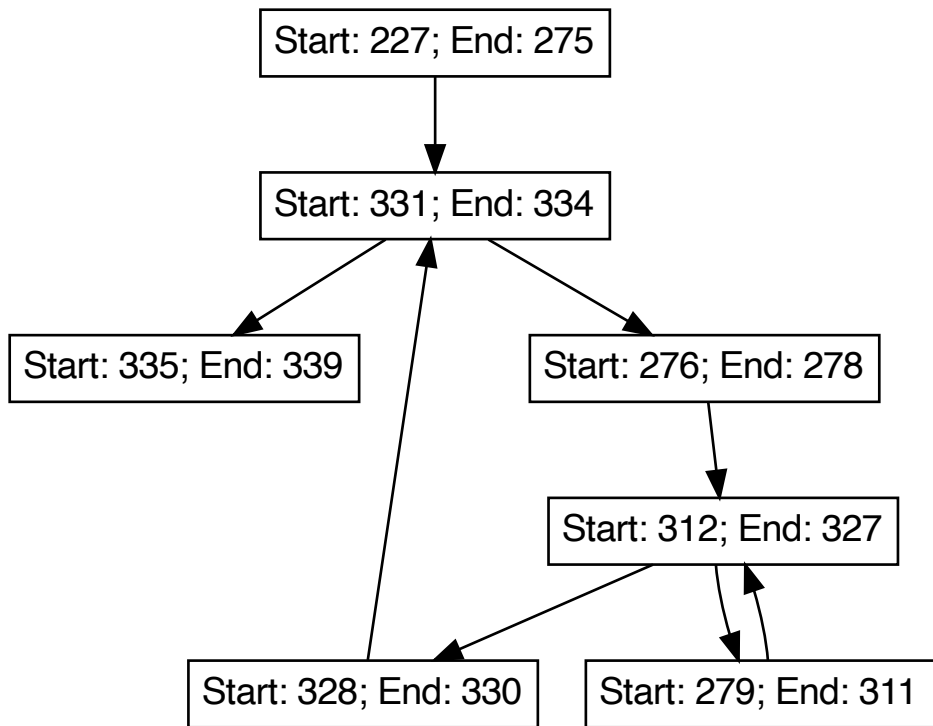 Start: 227; End: 275
Start: 331; End: 334
Start: 335; End: 339
Start: 276; End: 278
Start: 312; End: 327
Start: 328; End: 330
Start: 279; End: 311